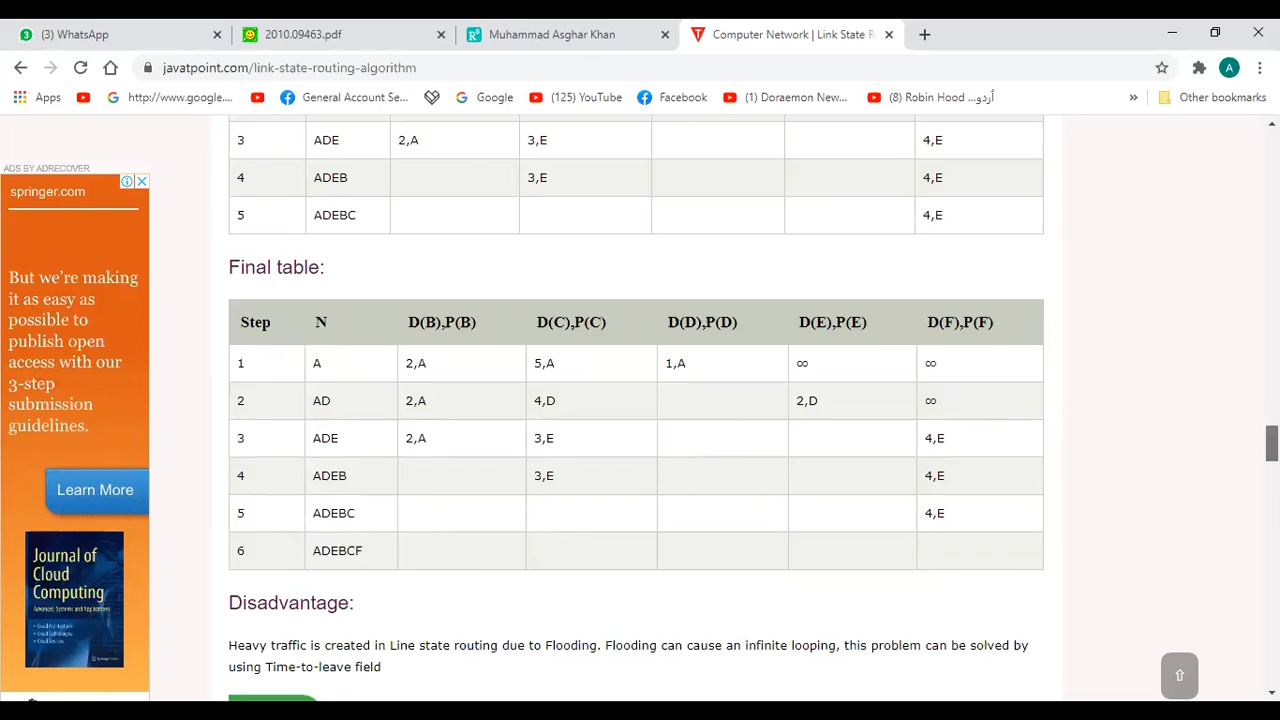 (3) WhatsApp
2010.09463.pdf
Muhammad Asghar Khan
Computer Network | Link State R
javatpoint.com/link-state-routing-algorithm
A
Apps
http://www.google....
General Account Se...
Google
(125) YouTube
Facebook
(1) Doraemon New...
(8) Robin Hood ...أردو
»
Other bookmarks
3 ADE 2,A 3,E 4,E
4 ADEB 3,E 4,E
5 ADEBC 4,E
ADS BY ADRECOVER
springer.com
But we’re making
it as easy as
possible to
publish open
access with our
3-step
submission
guidelines.
Learn More
Journal of
Cloud
Computing
Final table:
Step N D(B),P(B) D(C),P(C) D(D),P(D) D(E),P(E) D(F),P(F)
1 A 2,A 5,A 1,A ∞ ∞
2 AD 2,A 4,D 2,D ∞
3 ADE 2,A 3,E 4,E
4 ADEB 3,E 4,E
5 ADEBC 4,E
6 ADEBCF
Disadvantage:
Heavy traffic is created in Line state routing due to Flooding. Flooding can cause an infinite looping, this problem can be solved by
using Time-to-leave field